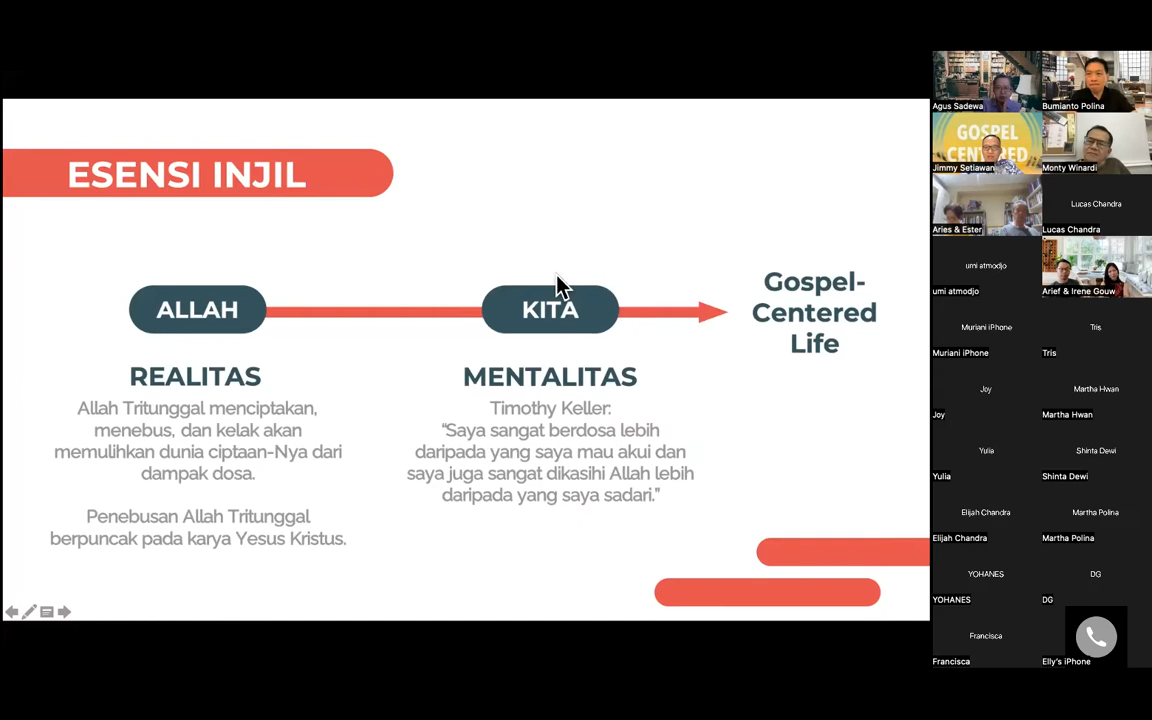 ESENSI INJIL
ALLAH
KITA
Gospel-
Centered
Life
REALITAS
Allah Tritunggal menciptakan,
menebus, dan kelak akan
memulihkan dunia ciptaan-Nya dari
dampak dosa.
Penebusan Allah Tritunggal
berpuncak pada karya Yesus Kristus.
MENTALITAS
Timothy Keller:
“Saya sangat berdosa lebih
daripada yang saya mau akui dan
saya juga sangat dikasihi Allah lebih
daripada yang saya sadari.”
Agus Sadewa
Bumianto Polina
GOSPEL
CENTERED
Jimmy Setiawan
Monty Winardi
Aries & Ester
Lucas Chandra
Lucas Chandra
umi atmodjo
umi atmodjo
Arief & Irene Gouw
Muriani iPhone
Muriani iPhone
Tris
Tris
Joy
Joy
Martha Hwan
Martha Hwan
Yulia
Yulia
Shinta Dewi
Shinta Dewi
Elijah Chandra
Elijah Chandra
Martha Polina
Martha Polina
YOHANES
YOHANES
DG
DG
Francisca
Francisca
Elly's iPhone